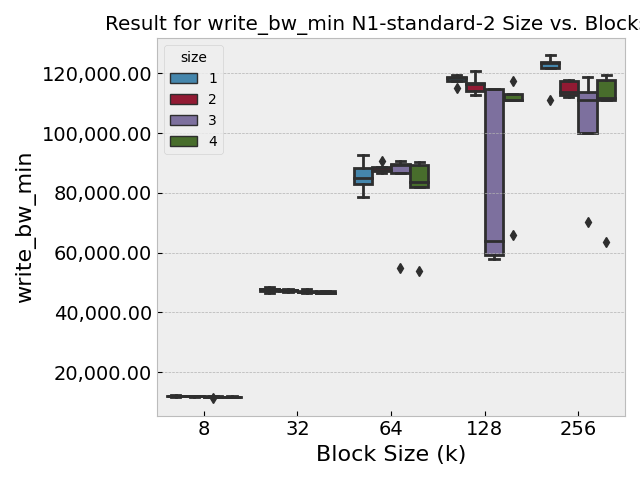 Result for write_bw_min N1-standard-2 Size vs. Block
size
1
2
3
4
120,000.00
100,000.00
80,000.00
60,000.00
40,000.00
20,000.00
write_bw_min
8 32 64 128 256
Block Size (k)